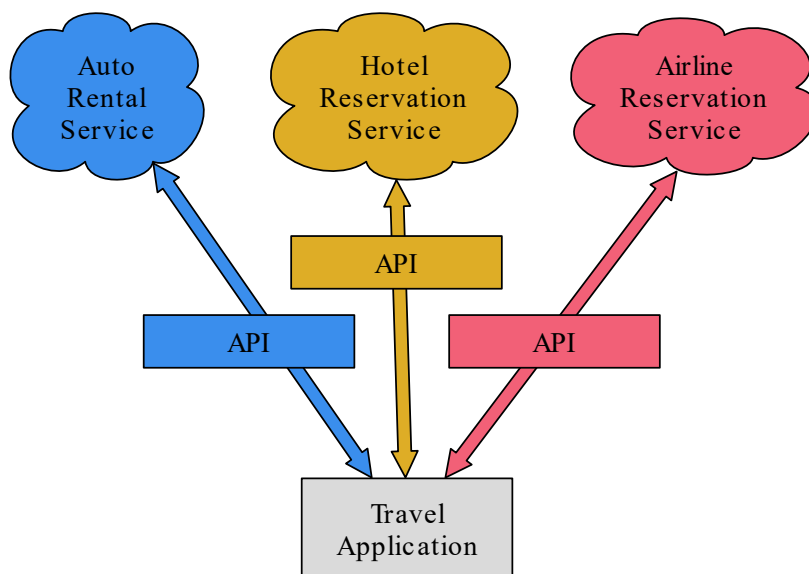 Auto
Rental
Service
Hotel
Reservation
Service
Airline
Reservation
Service
API
API
API
Travel
Application